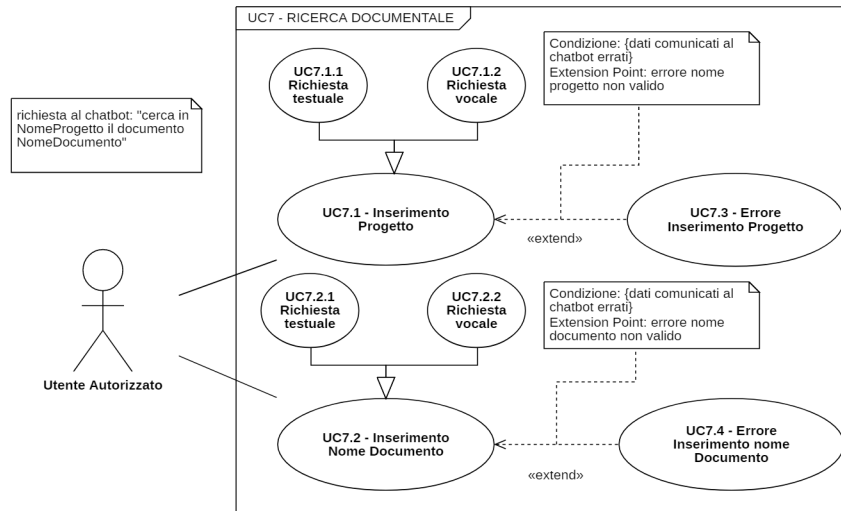 UC7 - RICERCA DOCUMENTALE
UC7.1.1
Richiesta
testuale
UC7.1.2
Richiesta
vocale
Condizione: {dati comunicati al
chatbot errati}
Extension Point: errore nome
progetto non valido
richiesta al chatbot: "cerca in
NomeProgetto il documento
NomeDocumento"
UC7.1 - Inserimento
Progetto
UC7.3 - Errore
Inserimento Progetto
«extend»
UC7.2.1
Richiesta
testuale
UC7.2.2
Richiesta
vocale
Condizione: {dati comunicati al
chatbot errati}
Extension Point: errore nome
documento non valido
Utente Autorizzato
UC7.2 - Inserimento
Nome Documento
UC7.4 - Errore
Inserimento nome
Documento
«extend»